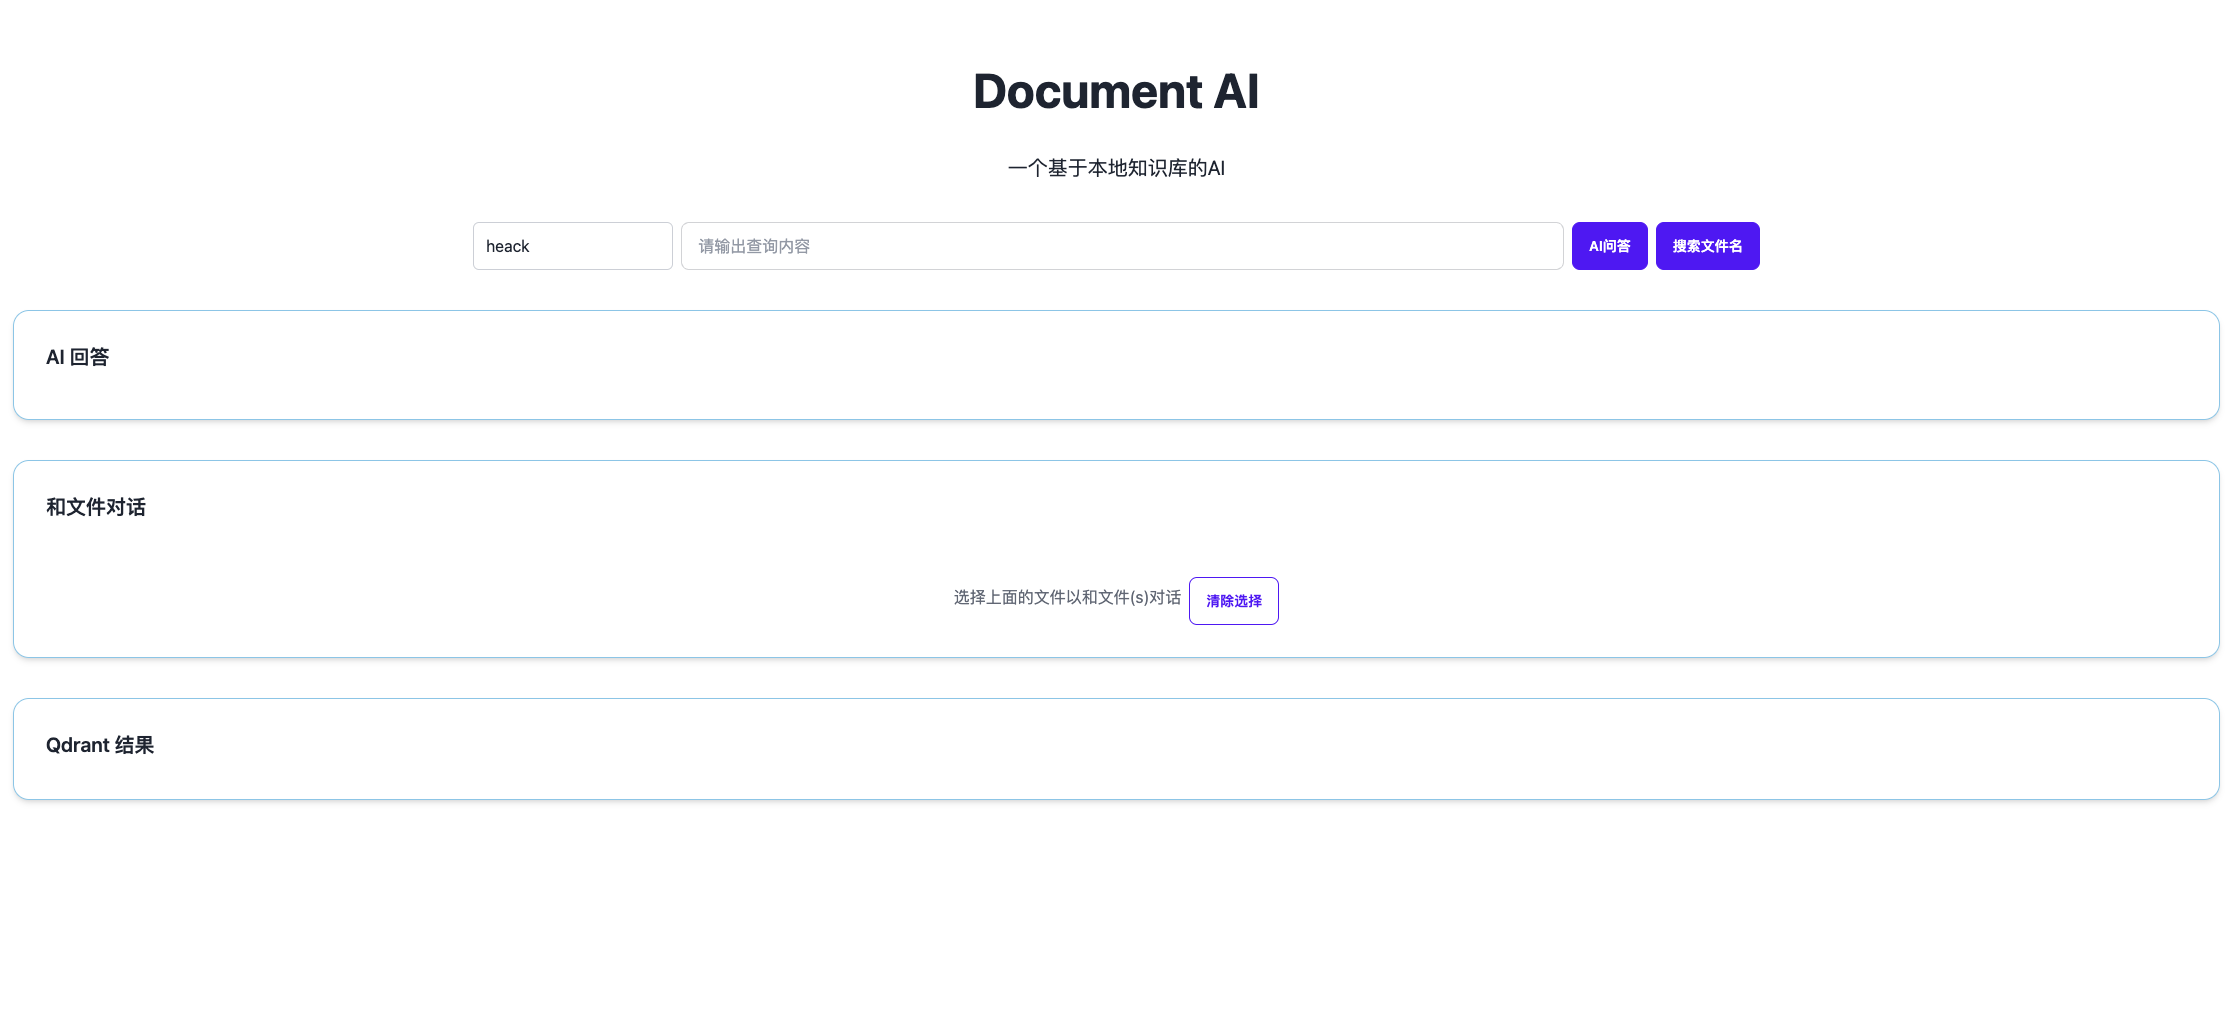 Document AI
一个基于本地知识库的AI
heack 请输出查询内容 AI问答 搜索文件名
AI 回答
和文件对话
选择上面的文件以和文件(s)对话 清除选择
Qdrant 结果